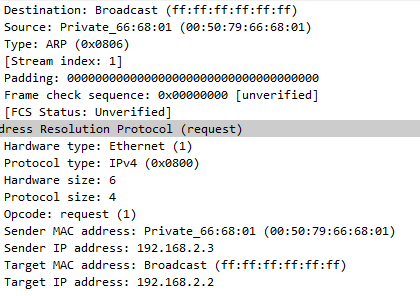 Destination: Broadcast (ff:ff:ff:ff:ff:ff)
Source: Private_66:68:01 (00:50:79:66:68:01)
Type: ARP (0x0806)
[Stream index: 1]
Padding: 000000000000000000000000000000000000
Frame check sequence: 0x00000000 [unverified]
[FCS Status: Unverified]
dress Resolution Protocol (request)
Hardware type: Ethernet (1)
Protocol type: IPv4 (0x0800)
Hardware size: 6
Protocol size: 4
Opcode: request (1)
Sender MAC address: Private_66:68:01 (00:50:79:66:68:01)
Sender IP address: 192.168.2.3
Target MAC address: Broadcast (ff:ff:ff:ff:ff:ff)
Target IP address: 192.168.2.2